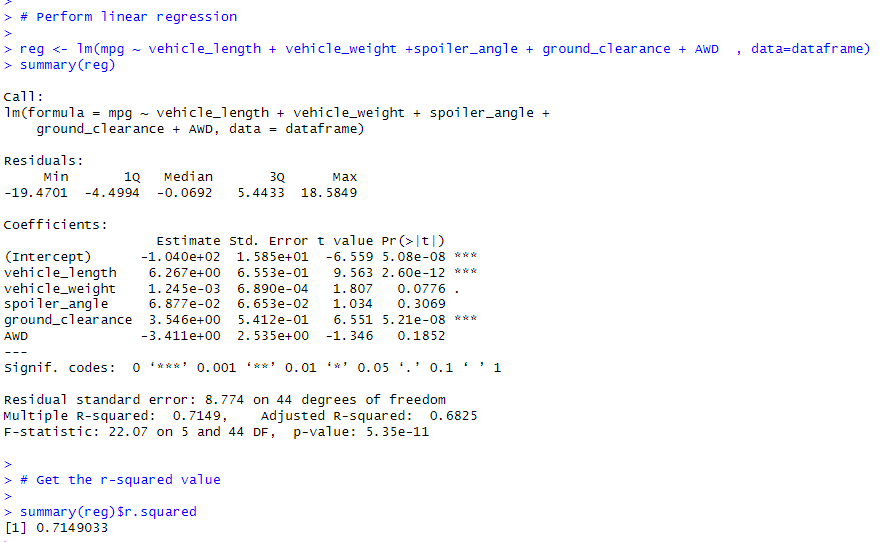 >
> # Perform linear regression
>
> reg <- lm(mpg ~ vehicle_length + vehicle_weight +spoiler_angle + ground_clearance + AWD  , data=dataframe)
> summary(reg)

Call:
lm(formula = mpg ~ vehicle_length + vehicle_weight + spoiler_angle +
    ground_clearance + AWD, data = dataframe)

Residuals:
     Min       1Q   Median       3Q      Max
-19.4701  -4.4994  -0.0692   5.4433  18.5849

Coefficients:
                   Estimate Std. Error t value Pr(>|t|)
(Intercept)      -1.040e+02  1.585e+01  -6.559 5.08e-08 ***
vehicle_length    6.267e+00  6.553e-01   9.563 2.60e-12 ***
vehicle_weight    1.245e-03  6.890e-04   1.807   0.0776 .
spoiler_angle     6.877e-02  6.653e-02   1.034   0.3069
ground_clearance  3.546e+00  5.412e-01   6.551 5.21e-08 ***
AWD              -3.411e+00  2.535e+00  -1.346   0.1852
---
Signif. codes:  0 ‘***’ 0.001 ‘**’ 0.01 ‘*’ 0.05 ‘.’ 0.1 ‘ ’ 1

Residual standard error: 8.774 on 44 degrees of freedom
Multiple R-squared:  0.7149,    Adjusted R-squared:  0.6825
F-statistic: 22.07 on 5 and 44 DF,  p-value: 5.35e-11

>
> # Get the r-squared value
>
> summary(reg)$r.squared
[1] 0.7149033